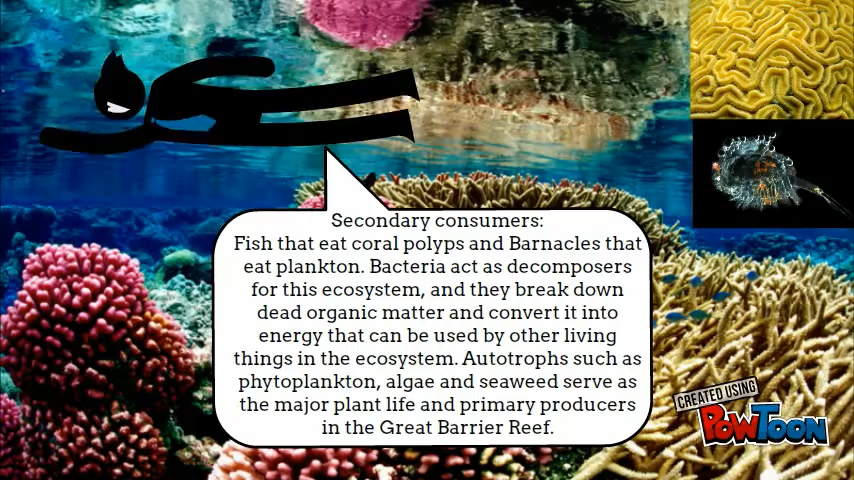 Secondary consumers:
Fish that eat coral polyps and Barnacles that
eat plankton. Bacteria act as decomposers
for this ecosystem, and they break down
dead organic matter and convert it into
energy that can be used by other living
things in the ecosystem. Autotrophs such as
phytoplankton, algae and seaweed serve as
the major plant life and primary producers
in the Great Barrier Reef.
CREATED USING
POWTOON